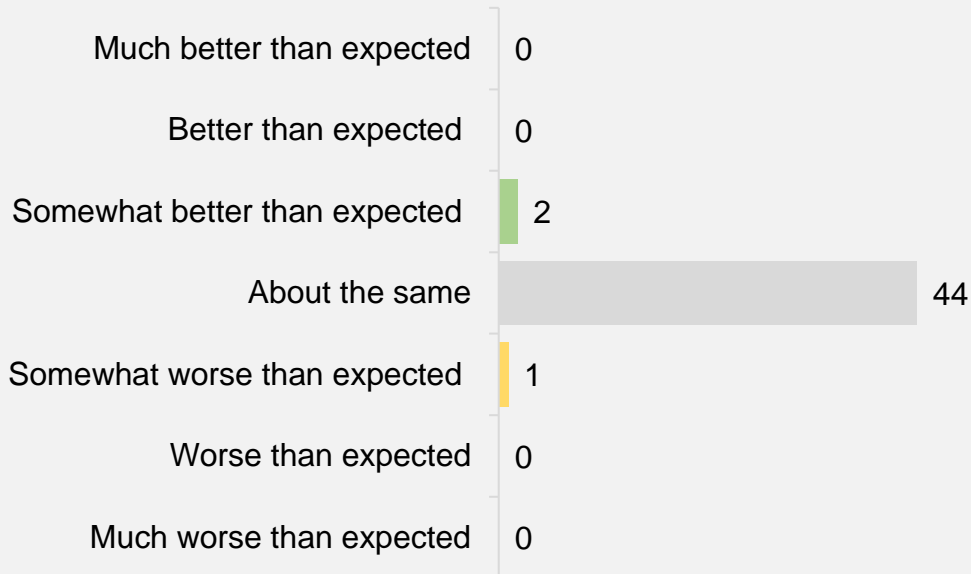 Much better than expected 0
Better than expected 0
Somewhat better than expected 2
About the same 44
Somewhat worse than expected 1
Worse than expected 0
Much worse than expected 0